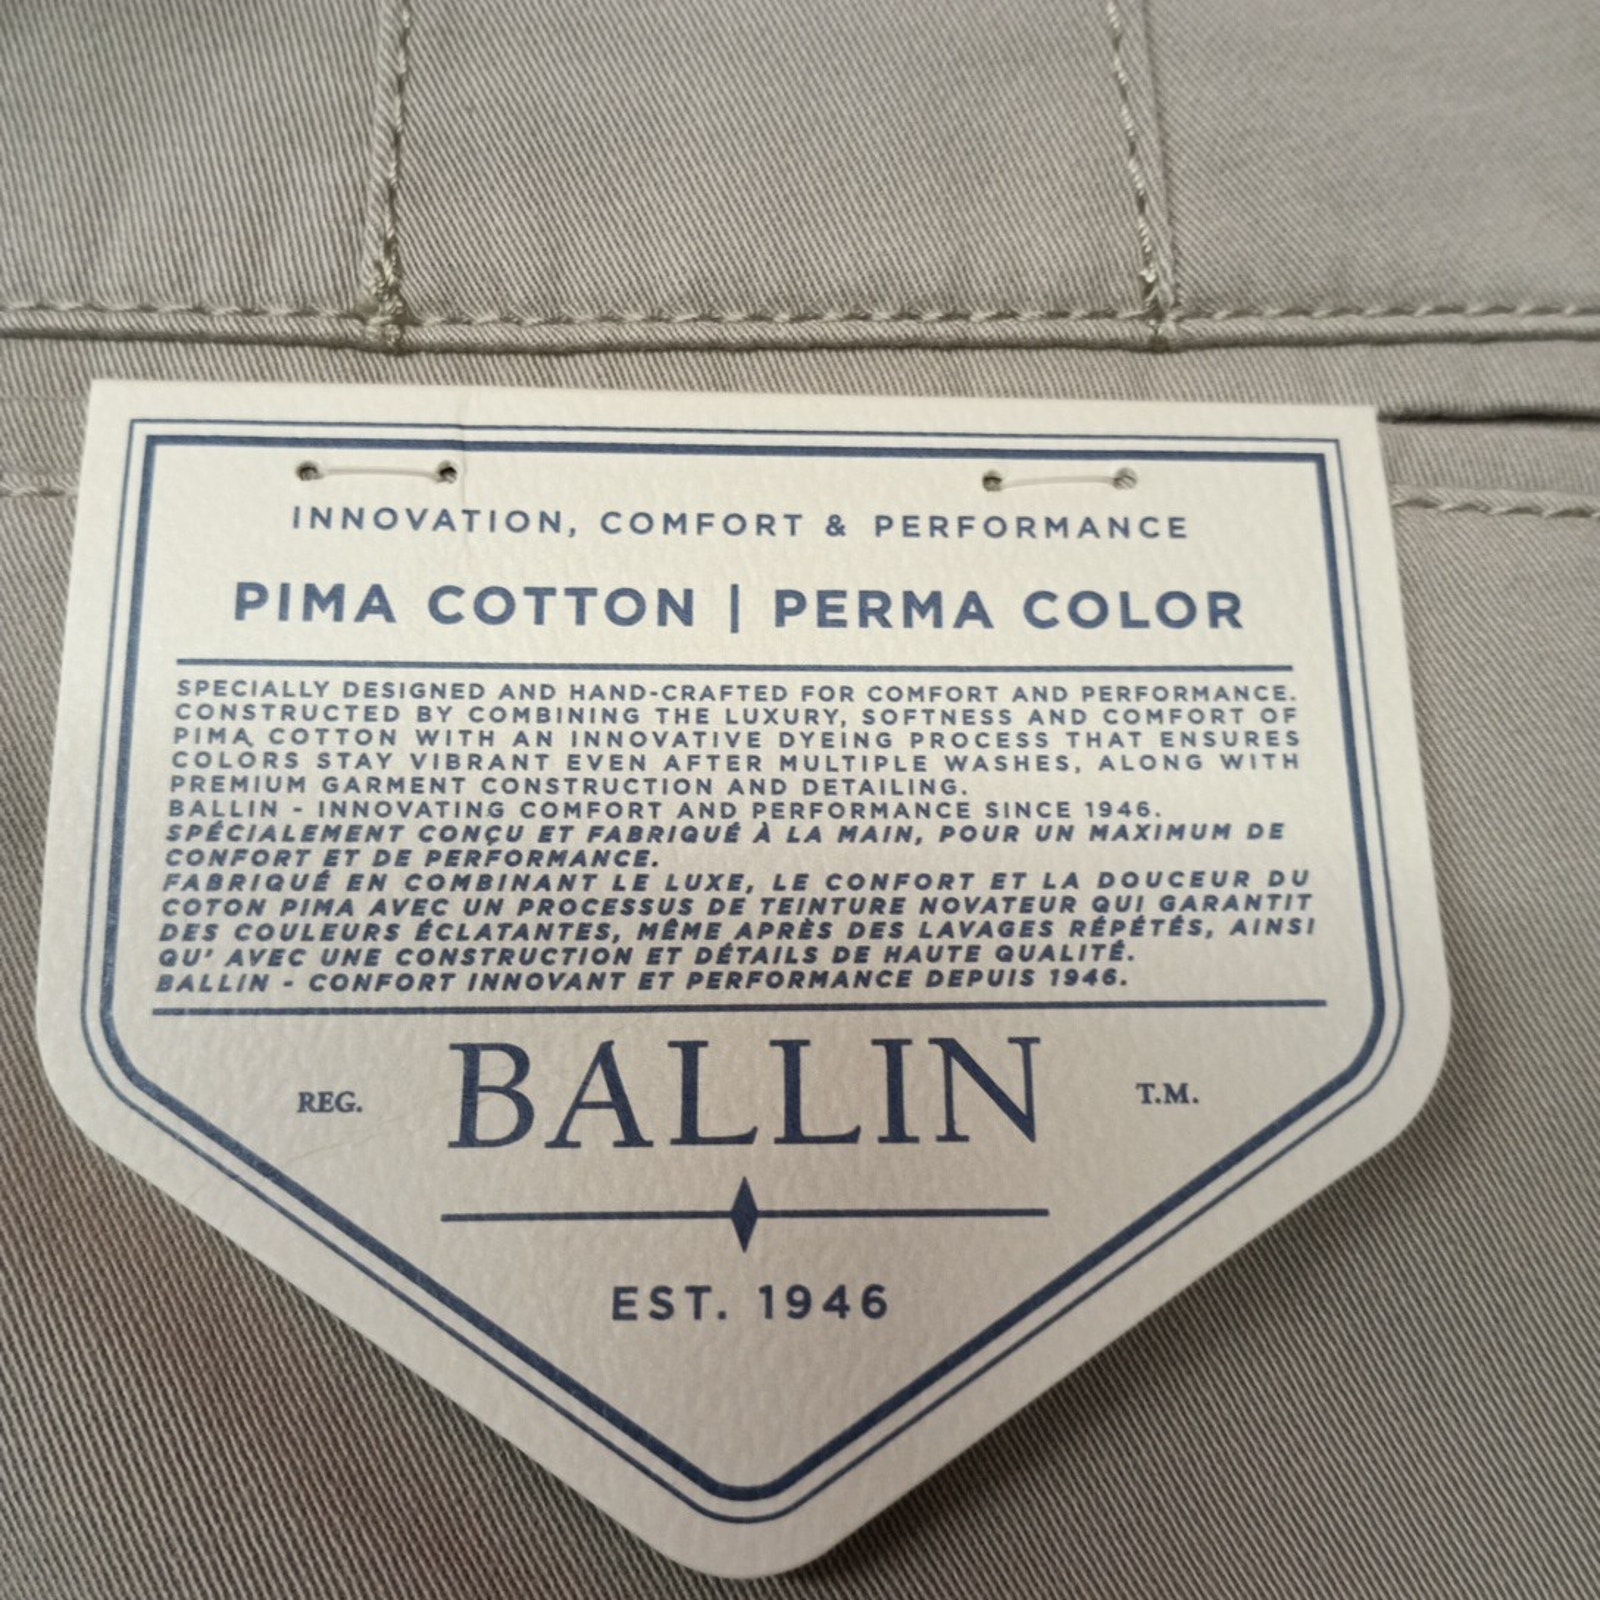 INNOVATION, COMFORT & PERFORMANCE
PIMA COTTON | PERMA COLOR
SPECIALLY DESIGNED AND HAND-CRAFTED FOR COMFORT AND PERFORMANCE.
CONSTRUCTED BY COMBINING THE LUXURY, SOFTNESS AND COMFORT OF
PIMA COTTON WITH AN INNOVATIVE DYEING PROCESS THAT ENSURES
COLORS STAY VIBRANT EVEN AFTER MULTIPLE WASHES, ALONG WITH
PREMIUM GARMENT CONSTRUCTION AND DETAILING.
BALLIN - INNOVATING COMFORT AND PERFORMANCE SINCE 1946.
SPÉCIALEMENT CONÇU ET FABRIQUÉ À LA MAIN, POUR UN MAXIMUM DE
CONFORT ET DE PERFORMANCE.
FABRIQUÉ EN COMBINANT LE LUXE, LE CONFORT ET LA DOUCEUR DU
COTON PIMA AVEC UN PROCESSUS DE TEINTURE NOVATEUR QUI GARANTIT
DES COULEURS ÉCLATANTES, MÊME APRÈS DES LAVAGES RÉPÉTÉS, AINSI
QU' AVEC UNE CONSTRUCTION ET DÉTAILS DE HAUTE QUALITÉ.
BALLIN - CONFORT INNOVANT ET PERFORMANCE DEPUIS 1946.
REG. BALLIN T.M.
EST. 1946